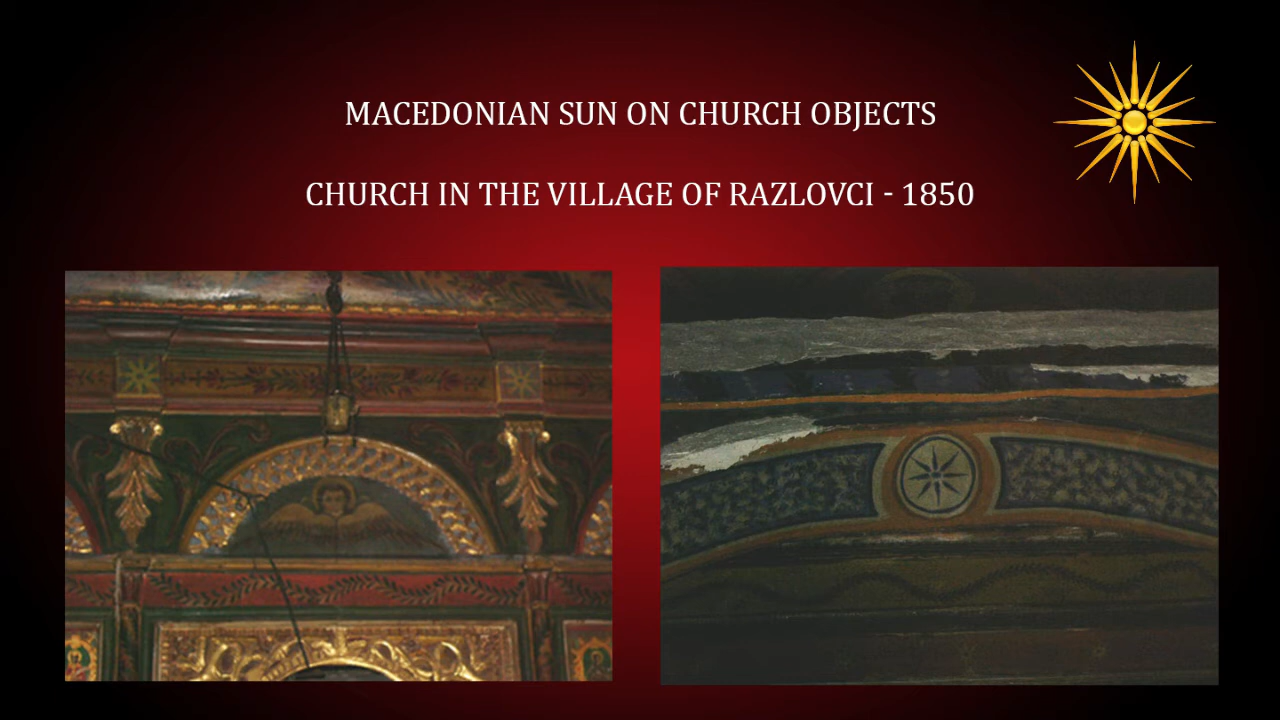 MACEDONIAN SUN ON CHURCH OBJECTS
CHURCH IN THE VILLAGE OF RAZLOVCI - 1850